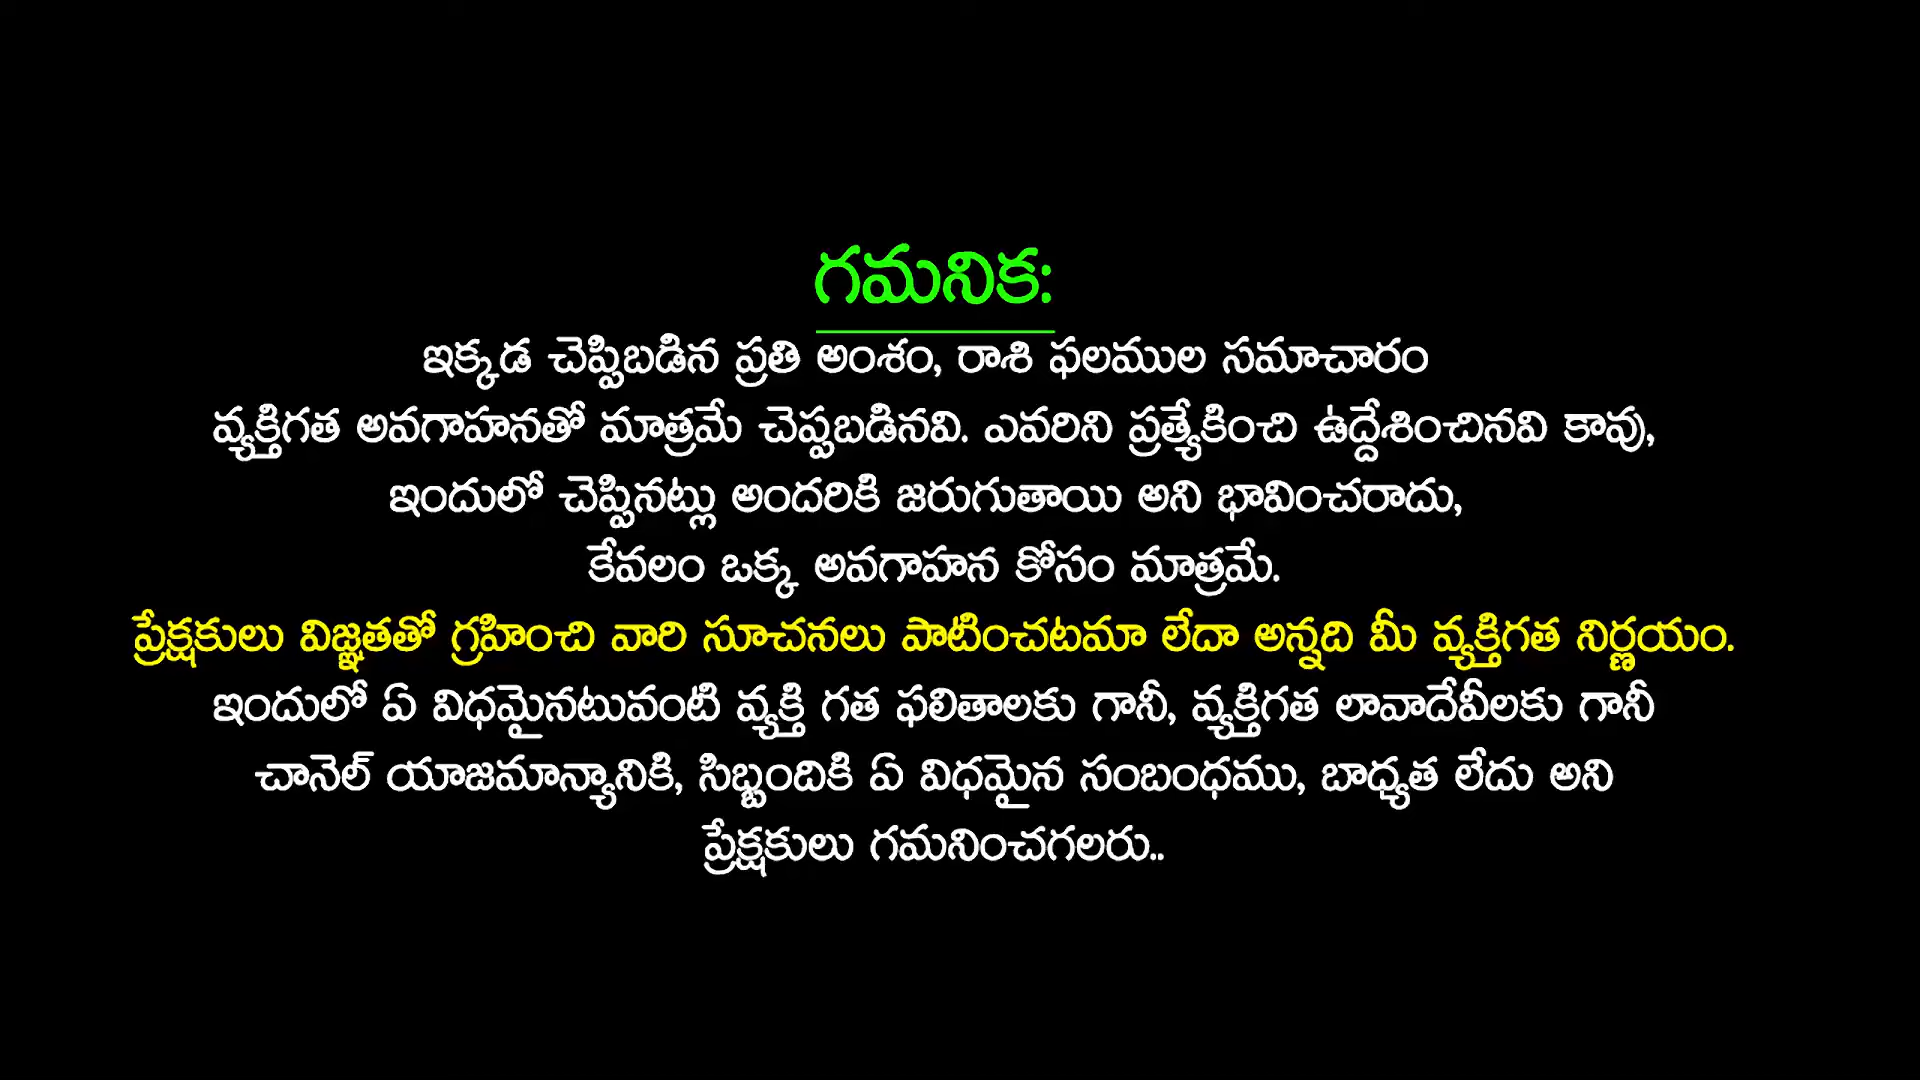 గమనిక:
ఇక్కడ చెప్పిబడిన ప్రతి అంశం, రాశి ఫలముల సమాచారం
వ్యక్తిగత అవగాహనతో మాత్రమే చెప్పబడినవి. ఎవరిని ప్రత్యేకించి ఉద్దేశించినవి కావు,
ఇందులో చెప్పినట్లు అందరికి జరుగుతాయి అని భావించరాదు,
కేవలం ఒక్క అవగాహన కోసం మాత్రమే.
ప్రేక్షకులు విజ్ఞతతో గ్రహించి వారి సూచనలు పాటించటమా లేదా అన్నది మీ వ్యక్తిగత నిర్ణయం.
ఇందులో ఏ విధమైనటువంటి వ్యక్తి గత ఫలితాలకు గానీ, వ్యక్తిగత లావాదేవీలకు గానీ
చానెల్ యాజమాన్యానికి, సిబ్బందికి ఏ విధమైన సంబంధము, బాధ్యత లేదు అని
ప్రేక్షకులు గమనించగలరు..